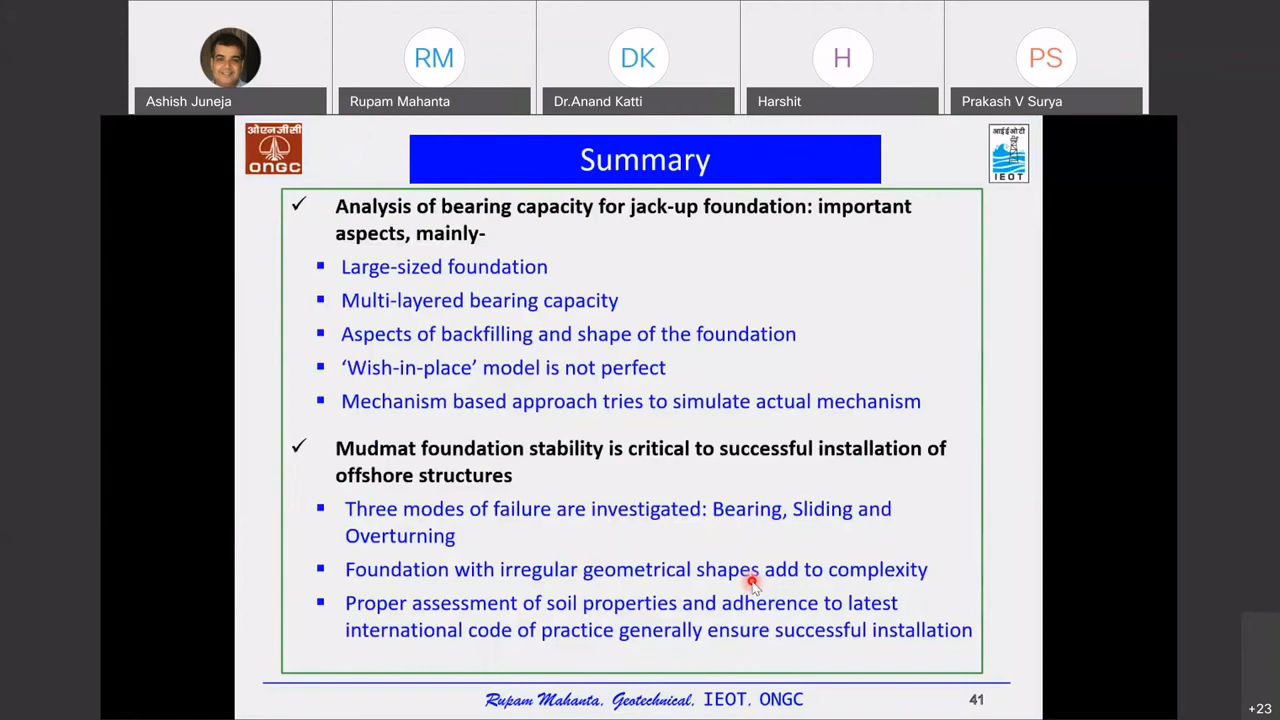 RM
DK
H
PS
Ashish Juneja
Rupam Mahanta
Dr.Anand Katti
Harshit
Prakash V Surya
ओएनजीसी
ONGC
Summary
आईईओटी
IEOT
✓ Analysis of bearing capacity for jack-up foundation: important
aspects, mainly-
▪ Large-sized foundation
▪ Multi-layered bearing capacity
▪ Aspects of backfilling and shape of the foundation
▪ ‘Wish-in-place’ model is not perfect
▪ Mechanism based approach tries to simulate actual mechanism
✓ Mudmat foundation stability is critical to successful installation of
offshore structures
▪ Three modes of failure are investigated: Bearing, Sliding and
Overturning
▪ Foundation with irregular geometrical shapes add to complexity
▪ Proper assessment of soil properties and adherence to latest
international code of practice generally ensure successful installation
Rupam Mahanta, Geotechnical, IEOT, ONGC
41
+23